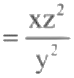 = xz²/y²